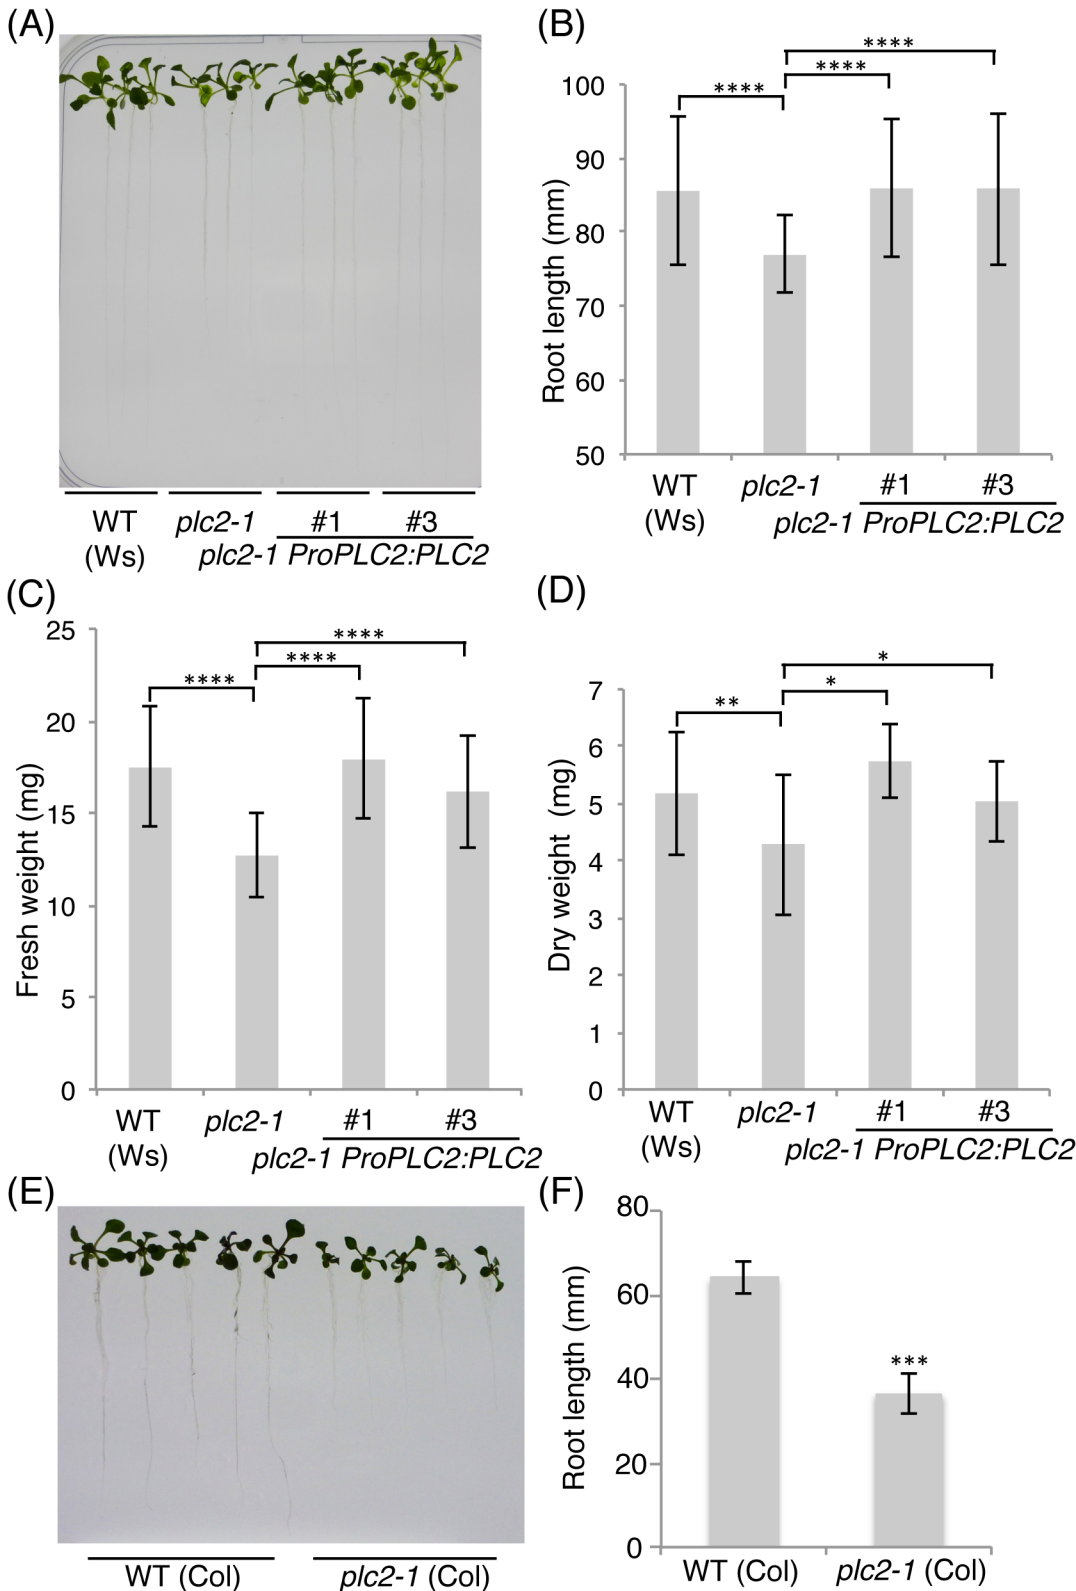 (A)
WT
(Ws)
plc2-1
#1
#3
plc2-1 ProPLC2:PLC2
(B)
****
****
****
Root length (mm)
100
90
80
70
60
50
WT
(Ws)
plc2-1
#1
#3
plc2-1 ProPLC2:PLC2
(C)
****
****
****
Fresh weight (mg)
25
20
15
10
5
0
WT
(Ws)
plc2-1
#1
#3
plc2-1 ProPLC2:PLC2
(D)
*
*
**
Dry weight (mg)
7
6
5
4
3
2
1
0
WT
(Ws)
plc2-1
#1
#3
plc2-1 ProPLC2:PLC2
(E)
WT (Col)
plc2-1 (Col)
(F)
Root length (mm)
80
60
40
20
0
***
WT (Col)
plc2-1 (Col)